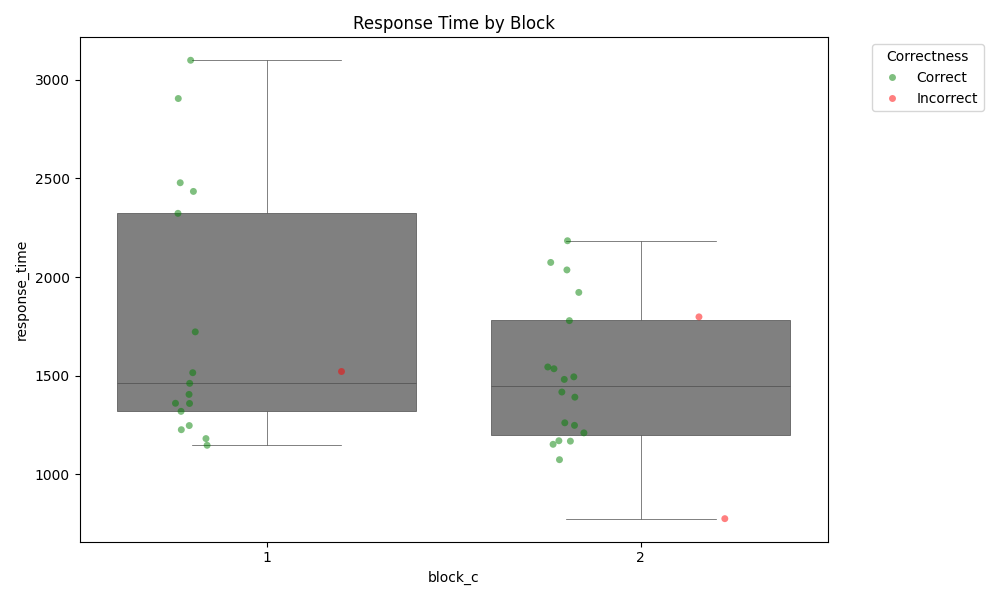 Response Time by Block
Correctness
Correct
Incorrect
3000
2500
2000
1500
1000
response_time
1
2
block_c